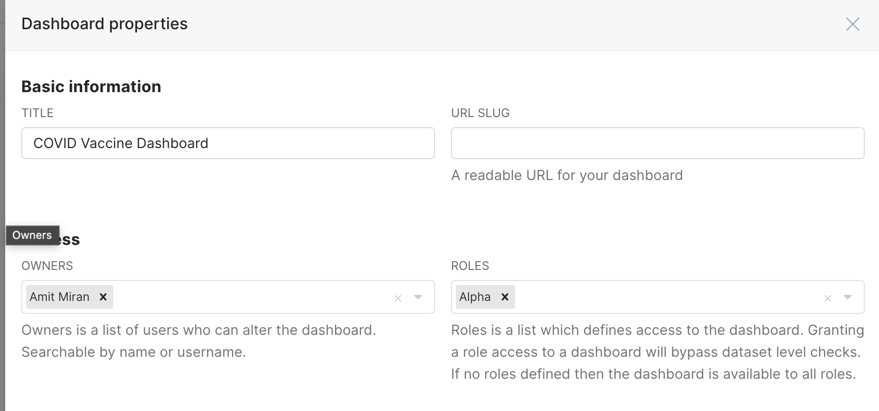 Dashboard properties
Basic information
TITLE
URL SLUG
COVID Vaccine Dashboard
A readable URL for your dashboard
Owners
ess
OWNERS
ROLES
Amit Miran x
Alpha x
Owners is a list of users who can alter the dashboard.
Searchable by name or username.
Roles is a list which defines access to the dashboard. Granting
a role access to a dashboard will bypass dataset level checks.
If no roles defined then the dashboard is available to all roles.